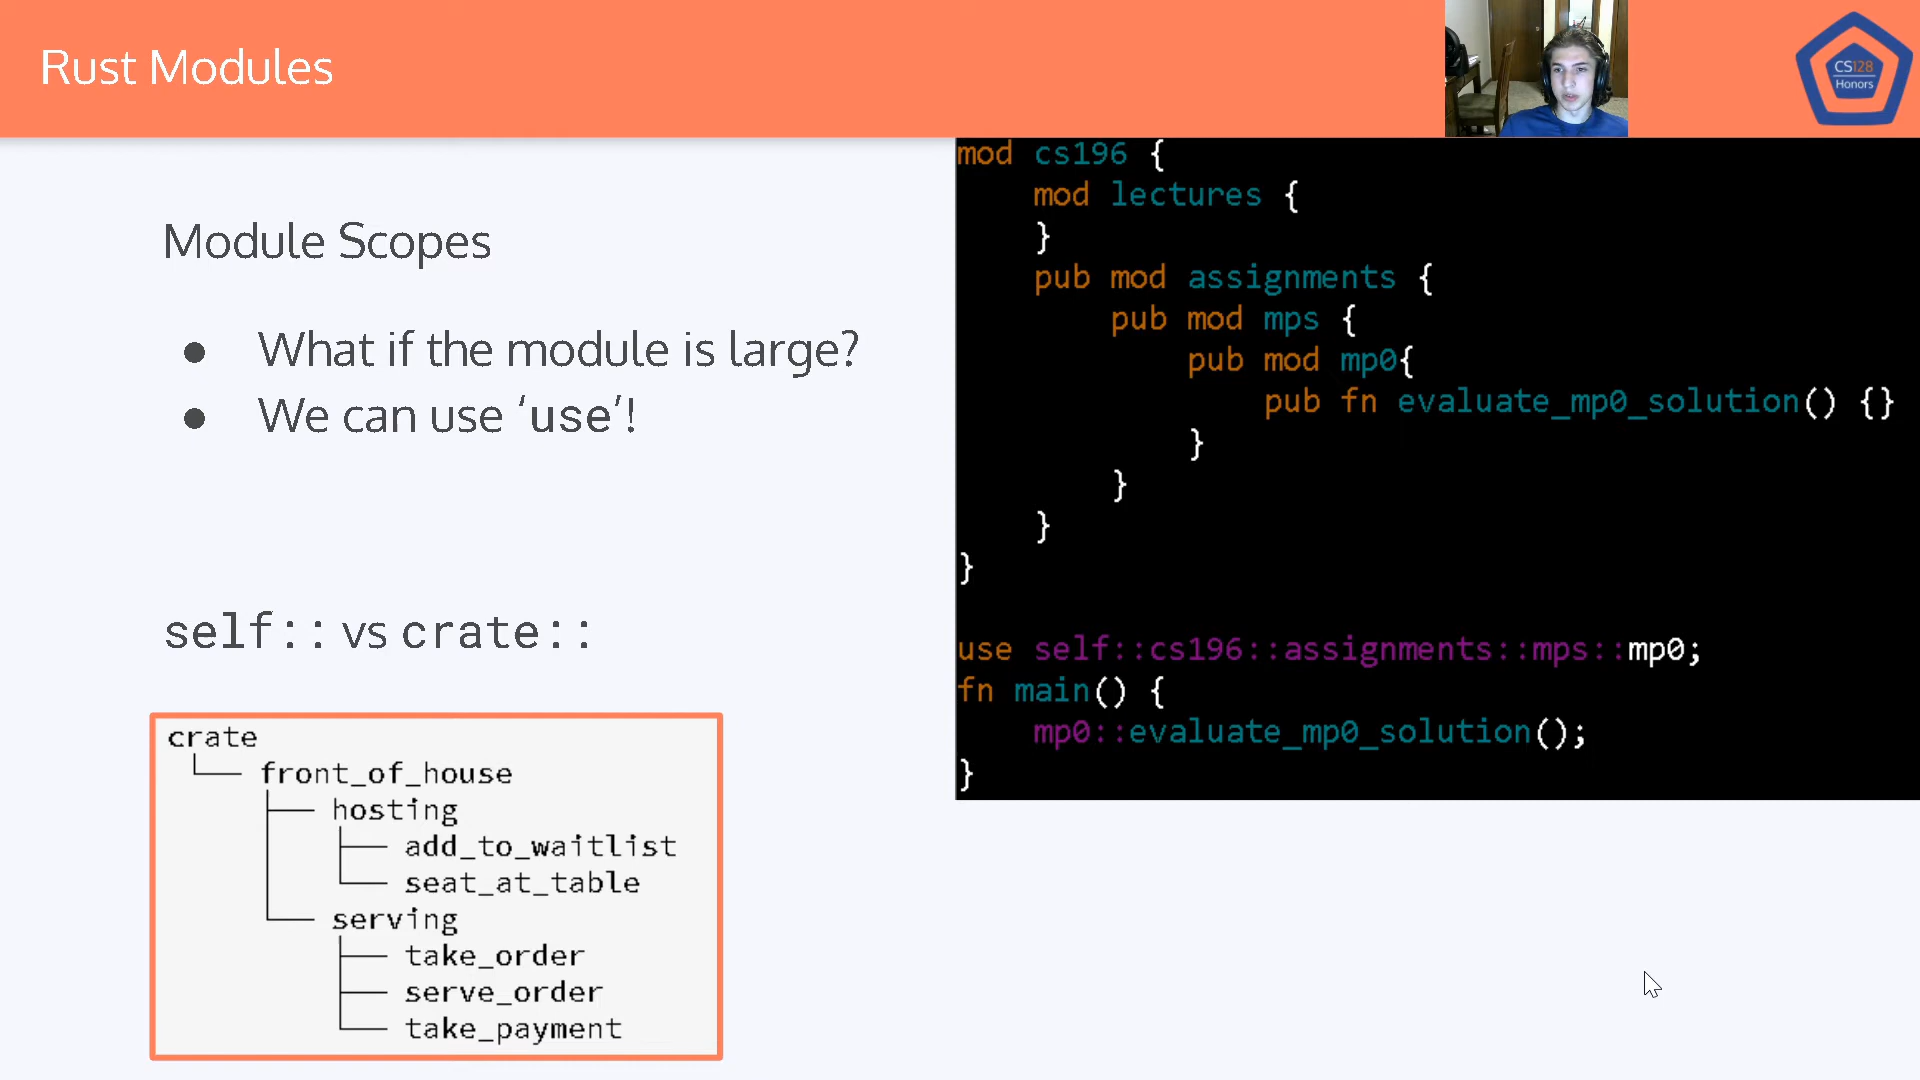 Rust Modules
CS128
Honors
Module Scopes
● What if the module is large?
● We can use ‘use’!
self:: vs crate::
crate
└── front_of_house
    ├── hosting
    │   ├── add_to_waitlist
    │   └── seat_at_table
    └── serving
        ├── take_order
        ├── serve_order
        └── take_payment
mod cs196 {
    mod lectures {
    }
    pub mod assignments {
        pub mod mps {
            pub mod mp0{
                pub fn evaluate_mp0_solution() {}
            }
        }
    }
}
use self::cs196::assignments::mps::mp0;
fn main() {
    mp0::evaluate_mp0_solution();
}